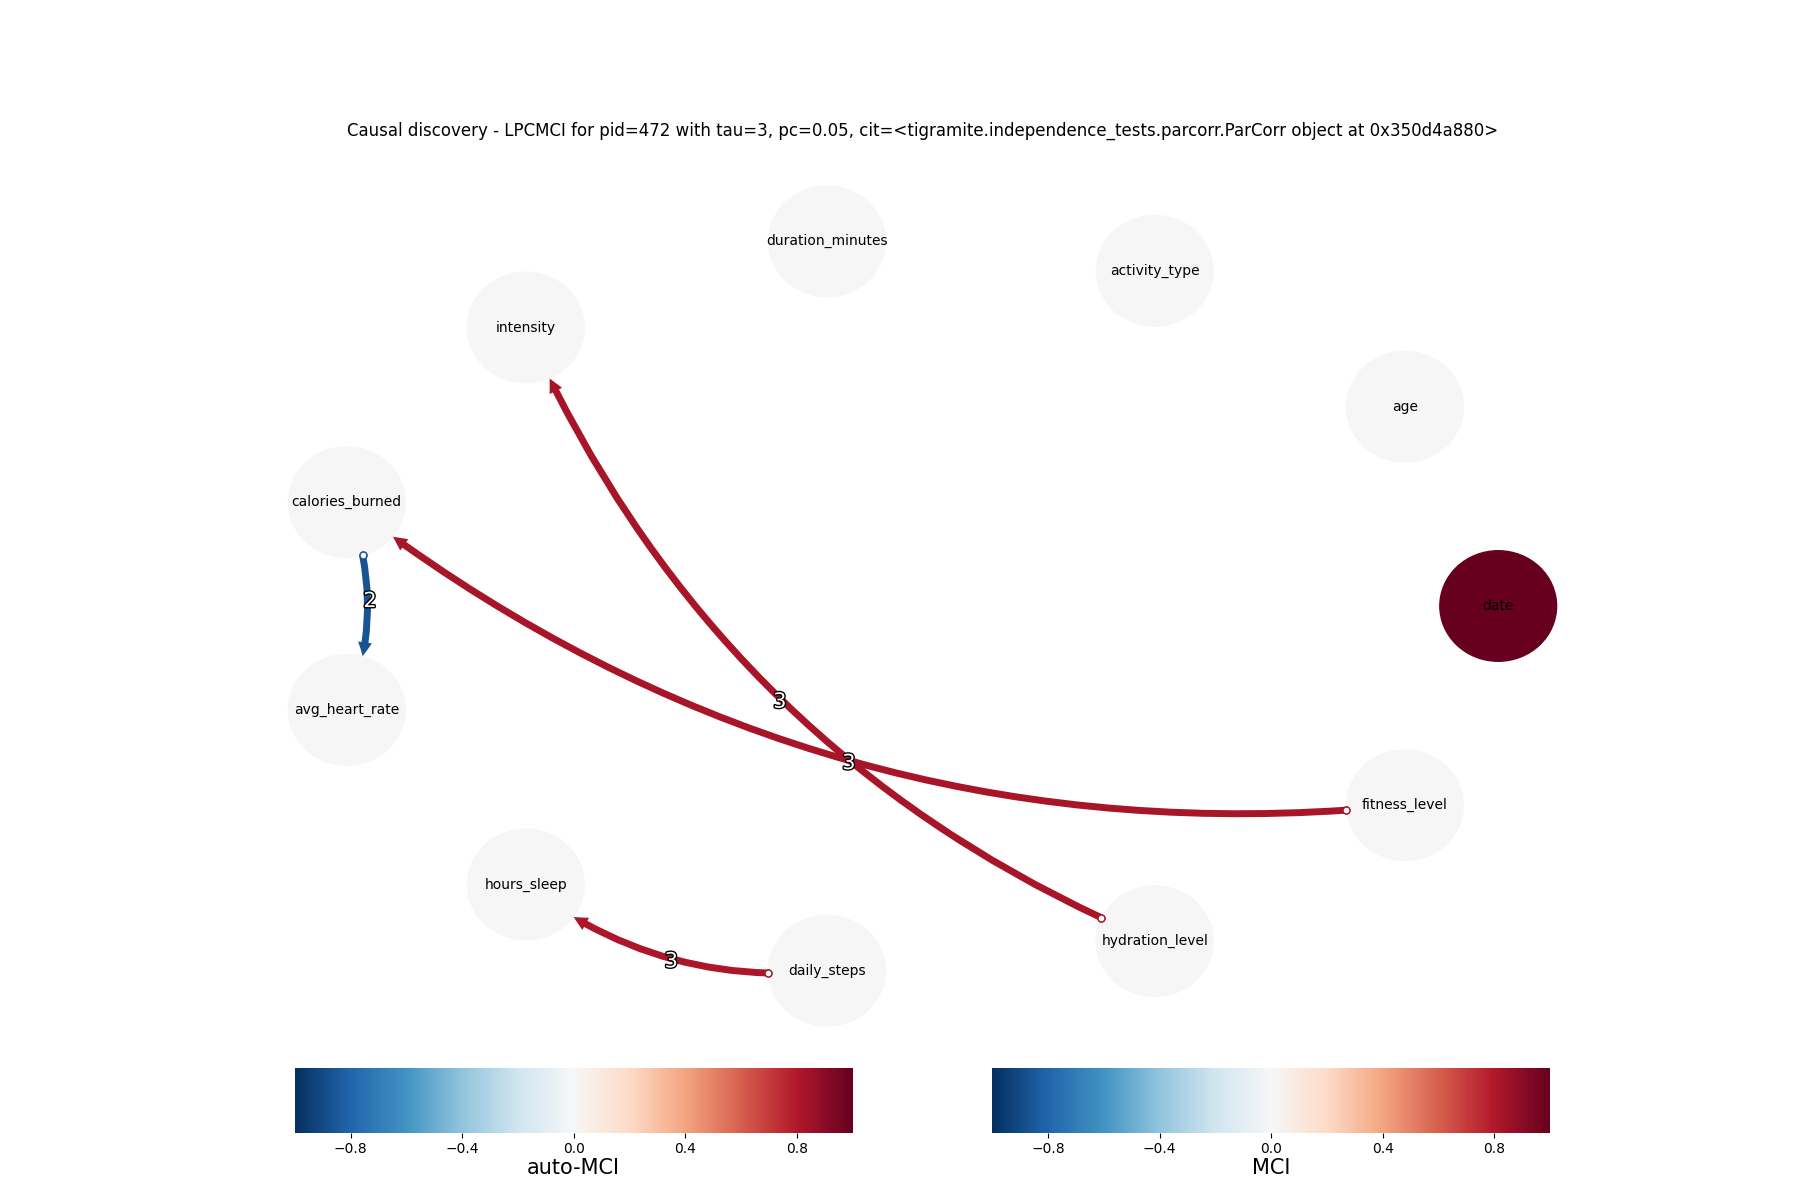 Causal discovery - LPCMCI for pid=472 with tau=3, pc=0.05, cit=<tigramite.independence_tests.parcorr.ParCorr object at 0x350d4a880>
duration_minutes
activity_type
intensity
age
calories_burned
2
date
avg_heart_rate
3
3
fitness_level
hours_sleep
hydration_level
3
daily_steps
−0.8 −0.4 0.0 0.4 0.8
auto-MCI
−0.8 −0.4 0.0 0.4 0.8
MCI